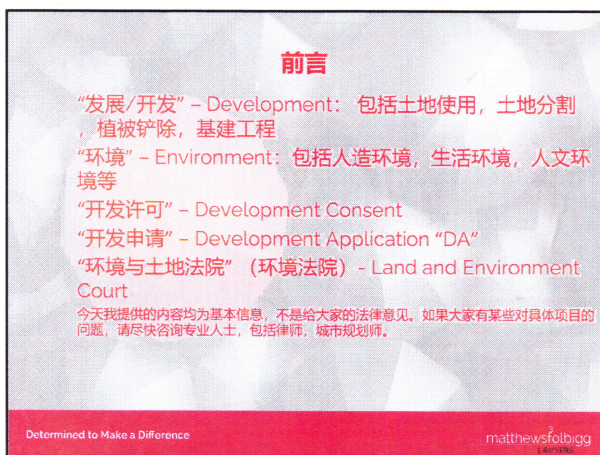 前言
“发展/开发” – Development： 包括土地使用，土地分割
，植被铲除，基建工程
“环境” – Environment：包括人造环境，生活环境，人文环
境等
“开发许可” – Development Consent
“开发申请” – Development Application “DA”
“环境与土地法院” （环境法院）- Land and Environment
Court
今天我提供的内容均为基本信息，不是给大家的法律意见。如果大家有某些对具体项目的
问题，请尽快咨询专业人士，包括律师，城市规划师。
Determined to Make a Difference
matthewsfolbigg
LAWYERS